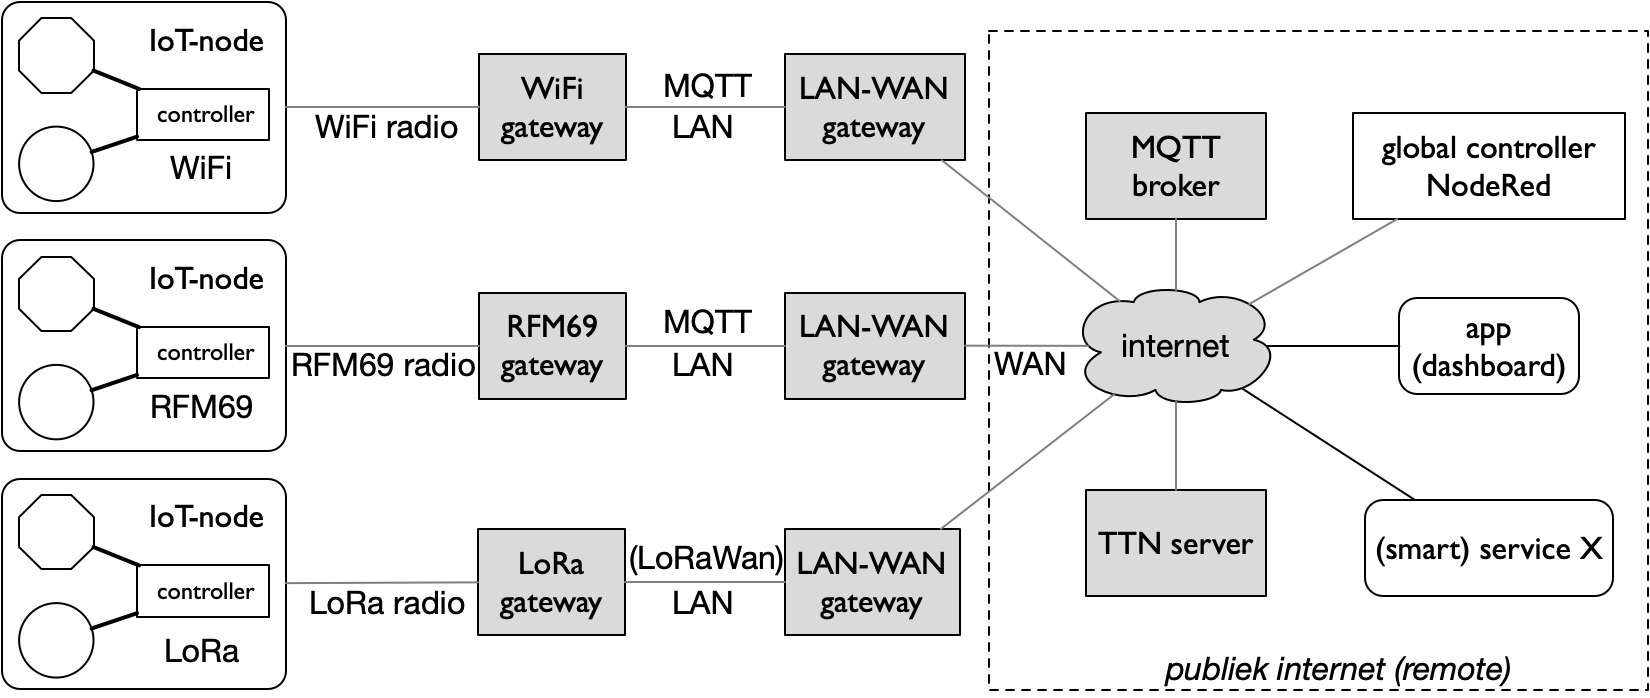 IoT-node
controller
WiFi
WiFi radio
WiFi
gateway
MQTT
LAN
LAN-WAN
gateway
IoT-node
controller
RFM69
RFM69 radio
RFM69
gateway
MQTT
LAN
LAN-WAN
gateway
WAN
IoT-node
controller
LoRa
LoRa radio
LoRa
gateway
(LoRaWan)
LAN
LAN-WAN
gateway
MQTT
broker
global controller
NodeRed
internet
app
(dashboard)
TTN server
(smart) service X
publiek internet (remote)